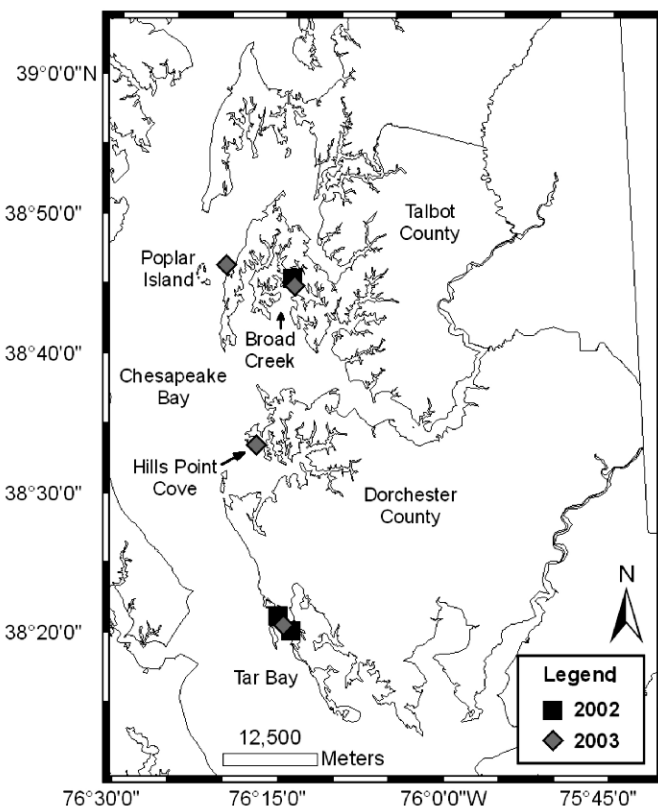 39°0'0"N
38°50'0"
38°40'0"
38°30'0"
38°20'0"
Talbot
County
Poplar
Island
Broad
Creek
Chesapeake
Bay
Hills Point
Cove
Dorchester
County
Tar Bay
N
12,500
Meters
Legend
2002
2003
76°30'0"
76°15'0"
76°0'0"W
75°45'0"